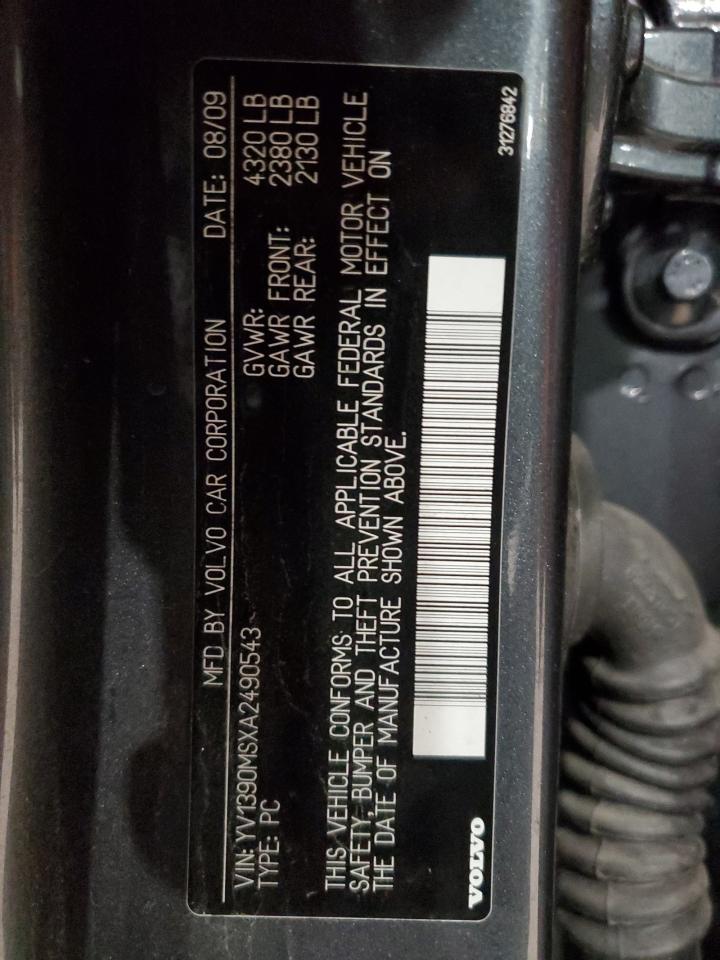 MFD BY VOLVO CAR CORPORATION DATE: 08/09
VIN: YV1390MSXA2490543 GVWR: 4320 LB
TYPE: PC GAWR FRONT: 2380 LB
GAWR REAR: 2130 LB
THIS VEHICLE CONFORMS TO ALL APPLICABLE FEDERAL MOTOR VEHICLE
SAFETY, BUMPER AND THEFT PREVENTION STANDARDS IN EFFECT ON
THE DATE OF MANUFACTURE SHOWN ABOVE.
VOLVO 31276842